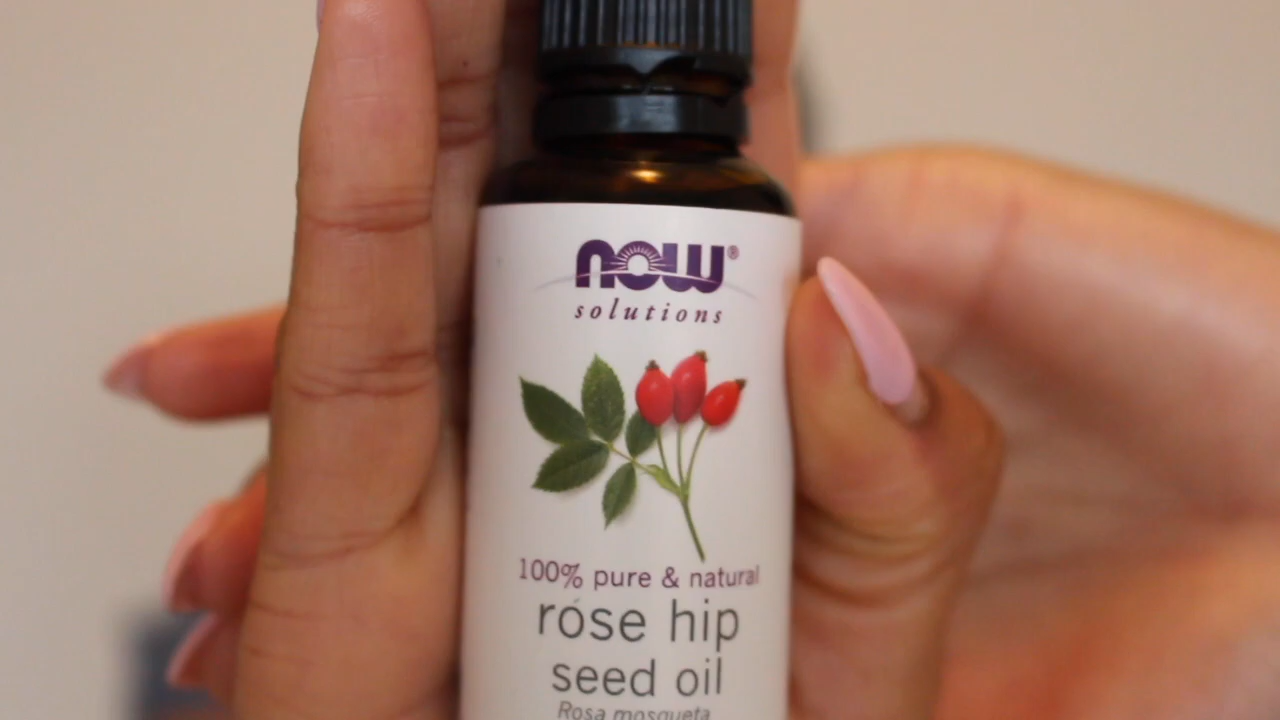 now®
solutions
100% pure & natural
rose hip
seed oil
Rosa mosqueta